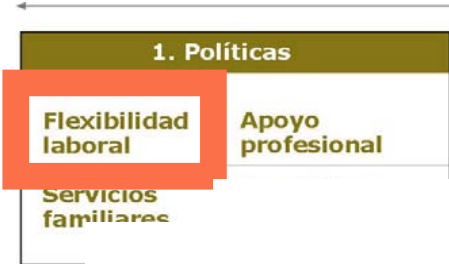 1. Políticas
Flexibilidad
laboral
Apoyo
profesional
Servicios
familiares